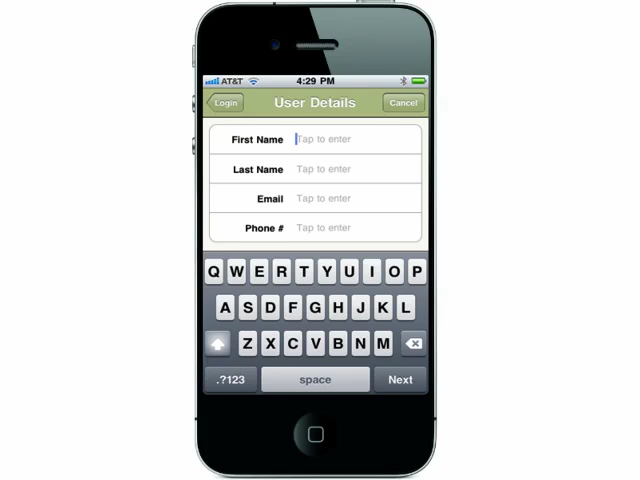 AT&T 4:29 PM
Login User Details Cancel
First Name Tap to enter
Last Name Tap to enter
Email Tap to enter
Phone # Tap to enter
Q W E R T Y U I O P
A S D F G H J K L
Z X C V B N M
.?123 space Next